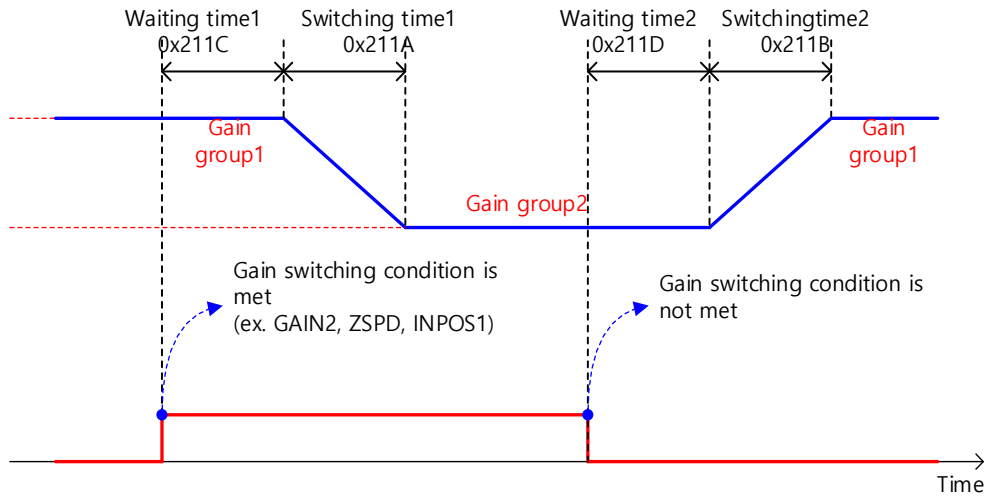 Waiting time1
0x211C
Switching time1
0x211A
Waiting time2
0x211D
Switchingtime2
0x211B
Gain
group1
Gain
group1
Gain group2
Gain switching condition is
met
(ex. GAIN2, ZSPD, INPOS1)
Gain switching condition is
not met
Time